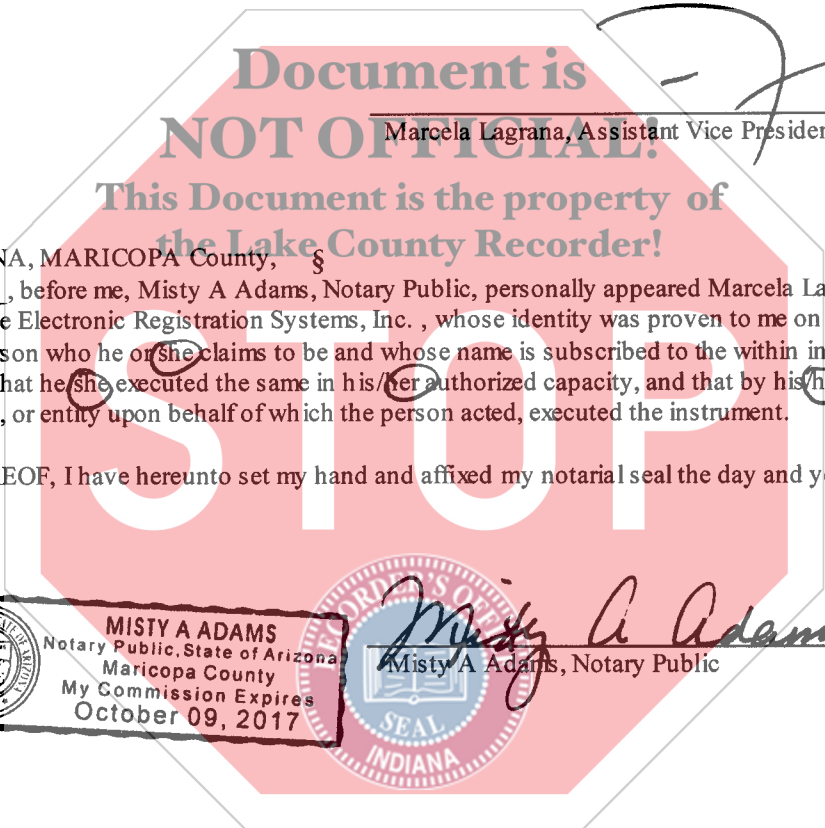 Document is
NOT OFFICIAL!
Marcela Lagrana, Assistant Vice Presiden
This Document is the property of
the Lake County Recorder!
NA, MARICOPA County, §
, before me, Misty A Adams, Notary Public, personally appeared Marcela La
e Electronic Registration Systems, Inc. , whose identity was proven to me on
son who he or she claims to be and whose name is subscribed to the within in
hat he/she executed the same in his/her authorized capacity, and that by his/h
, or entity upon behalf of which the person acted, executed the instrument.
STOP
EOF, I have hereunto set my hand and affixed my notarial seal the day and y
Misty A Adams
Misty A Adams, Notary Public
MISTY A ADAMS
Notary Public, State of Arizona
Maricopa County
My Commission Expires
October 09, 2017
SEAL
INDIANA